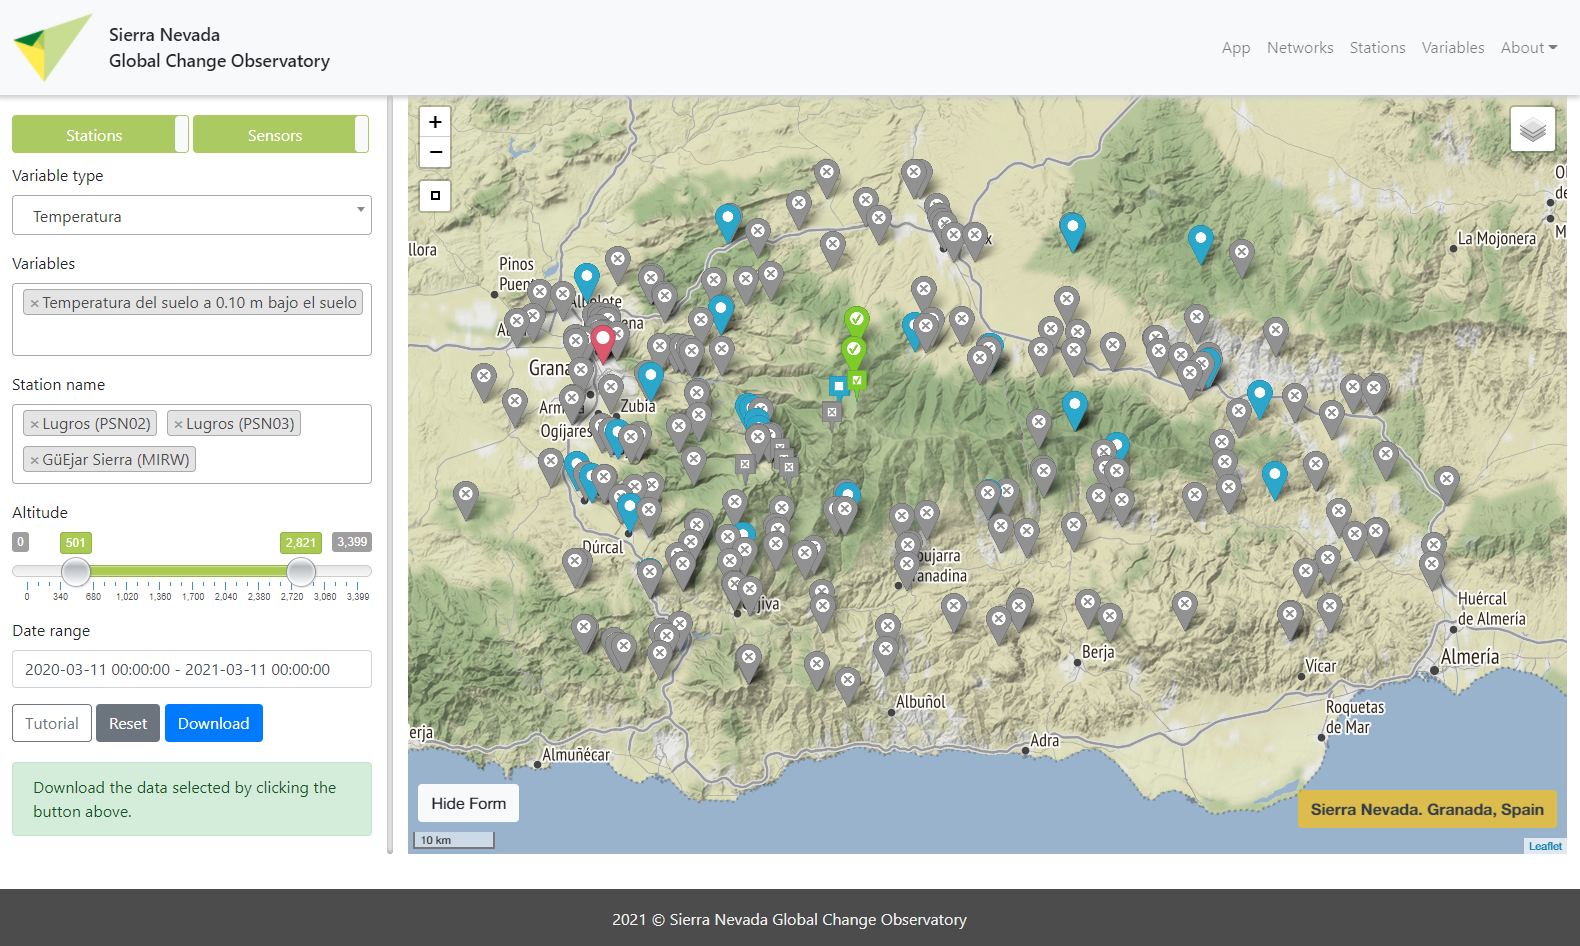 Sierra Nevada
Global Change Observatory
App Networks Stations Variables About
Stations Sensors
Variable type
Temperatura
Variables
×Temperatura del suelo a 0.10 m bajo el suelo
Station name
×Lugros (PSN02) ×Lugros (PSN03)
×GüEjar Sierra (MIRW)
Altitude
0 501 2,821 3,399
0 340 680 1,020 1,360 1,700 2,040 2,380 2,720 3,060 3,399
Date range
2020-03-11 00:00:00 - 2021-03-11 00:00:00
Tutorial Reset Download
Download the data selected by clicking the
button above.
+
−
llora
Pinos
Puen
Albolote
ena
Grana
Arm
Zubia
Ogíjares
Dúrcal
jiva
pujarra
ranadina
La Mojonera
Huércal
de Almería
Almería
Berja
Vícar
Roquetas
de Mar
Albuñol
Adra
erja
Almuñécar
Hide Form
10 km
Sierra Nevada. Granada, Spain
Leaflet
2021 © Sierra Nevada Global Change Observatory